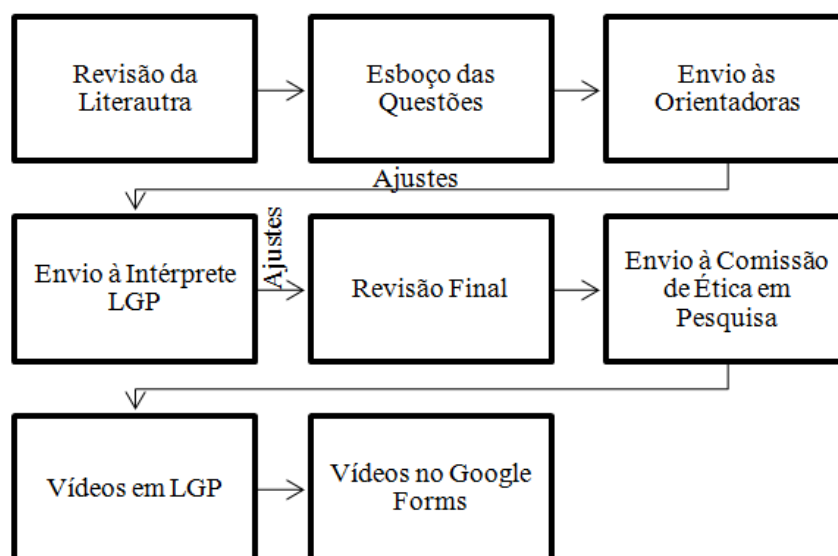 Revisão da
Literautra
Esboço das
Questões
Envio às
Orientadoras
Ajustes
Envio à Intérprete
LGP
Ajustes
Revisão Final
Envio à Comissão
de Ética em
Pesquisa
Vídeos em LGP
Vídeos no Google
Forms